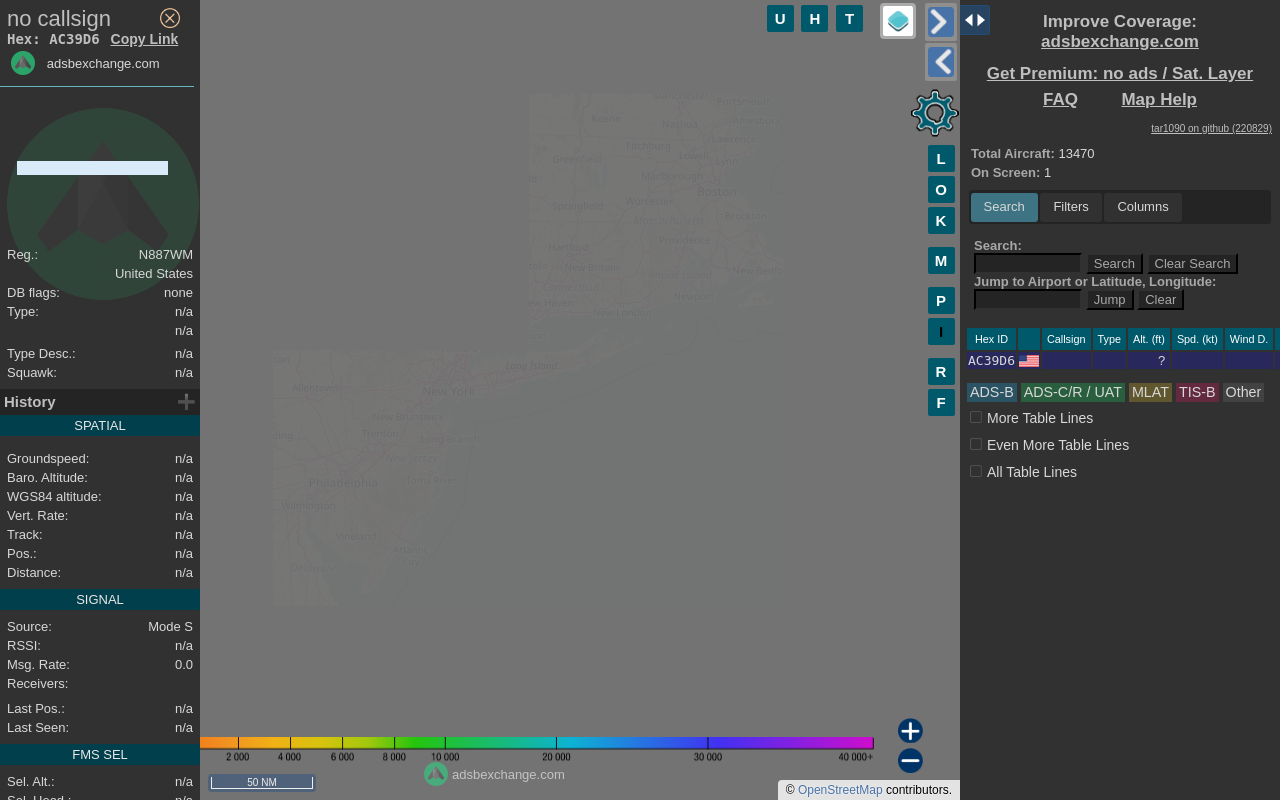 no callsign
Hex: AC39D6 Copy Link
adsbexchange.com
Reg.: N887WM
United States
DB flags: none
Type: n/a
n/a
Type Desc.: n/a
Squawk: n/a
History
SPATIAL
Groundspeed: n/a
Baro. Altitude: n/a
WGS84 altitude: n/a
Vert. Rate: n/a
Track: n/a
Pos.: n/a
Distance: n/a
SIGNAL
Source: Mode S
RSSI: n/a
Msg. Rate: 0.0
Receivers:
Last Pos.: n/a
Last Seen: n/a
FMS SEL
Sel. Alt.: n/a
Sel. Head.: n/a
U H T
L
O
K
M
P
I
R
F
Keene
Nashua
Fitchburg
Lowell
Lawrence
Greenfield
Marlborough
Boston
Springfield
Worcester
Brockton
Hartford
Providence
New Britain
New London
Long Island
Allentown
NEW YORK
New Brunswick
Trenton
Philadelphia
Toms River
Wilmington
Vineland
2 000 4 000 6 000 8 000 10 000 20 000 30 000 40 000+
50 NM
adsbexchange.com
© OpenStreetMap contributors.
Improve Coverage:
adsbexchange.com
Get Premium: no ads / Sat. Layer
FAQ Map Help
tar1090 on github (220829)
Total Aircraft: 13470
On Screen: 1
Search Filters Columns
Search:
Search Clear Search
Jump to Airport or Latitude, Longitude:
Jump Clear
Hex ID Callsign Type Alt. (ft) Spd. (kt) Wind D.
AC39D6 ?
ADS-B ADS-C/R / UAT MLAT TIS-B Other
More Table Lines
Even More Table Lines
All Table Lines